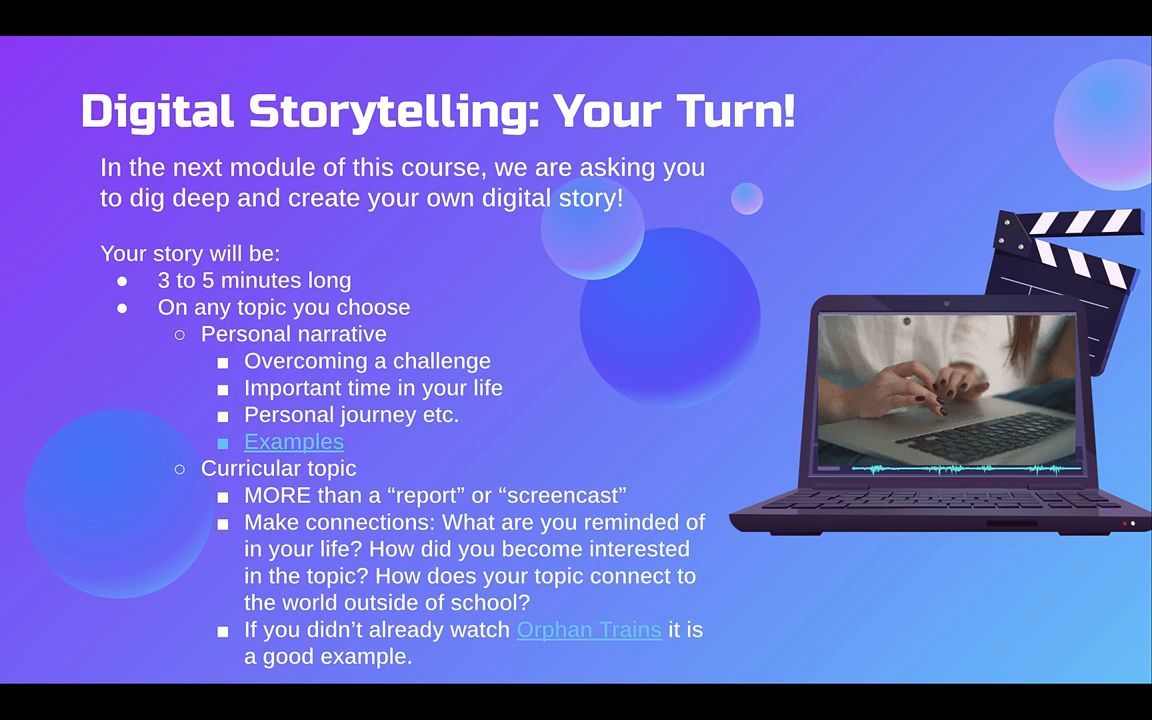 Digital Storytelling: Your Turn!
In the next module of this course, we are asking you
to dig deep and create your own digital story!
Your story will be:
● 3 to 5 minutes long
● On any topic you choose
○ Personal narrative
■ Overcoming a challenge
■ Important time in your life
■ Personal journey etc.
■ Examples
○ Curricular topic
■ MORE than a “report” or “screencast”
■ Make connections: What are you reminded of
in your life? How did you become interested
in the topic? How does your topic connect to
the world outside of school?
■ If you didn’t already watch Orphan Trains it is
a good example.